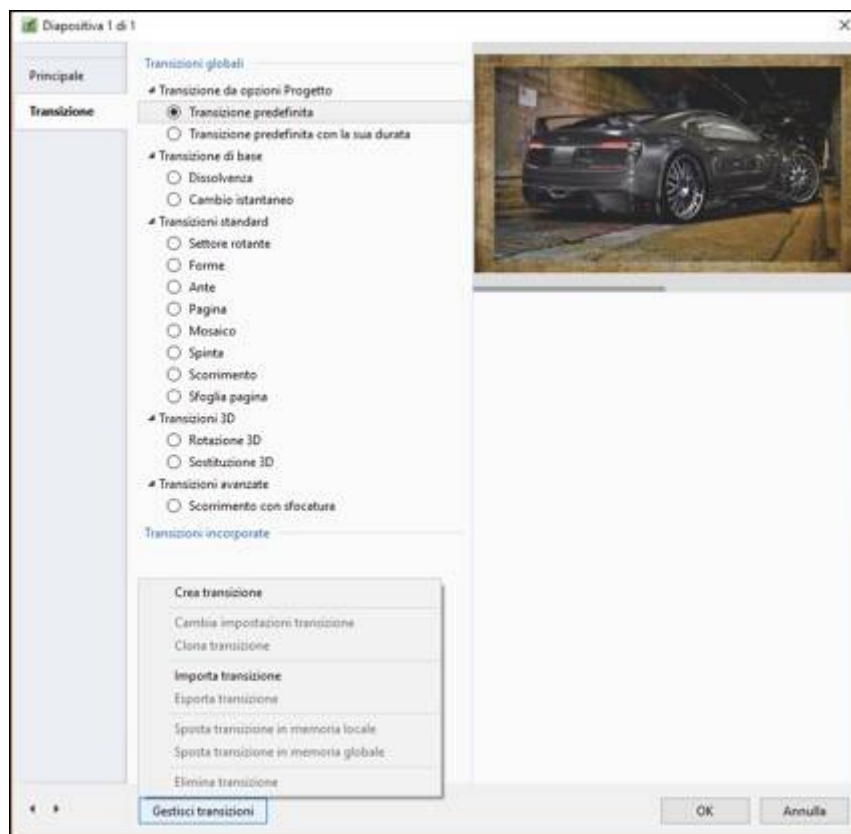 Diapositiva 1 di 1
Principale
Transizione
Transizioni globali
Transizione da opzioni Progetto
Transizione predefinita
Transizione predefinita con la sua durata
Transizione di base
Dissolvenza
Cambio istantaneo
Transizioni standard
Settore rotante
Forme
Ante
Pagina
Mosaico
Spinta
Scorrimento
Sfoglia pagina
Transizioni 3D
Rotazione 3D
Sostituzione 3D
Transizioni avanzate
Scorrimento con sfocatura
Transizioni incorporate
Crea transizione
Cambia impostazioni transizione
Clona transizione
Importa transizione
Esporta transizione
Sposta transizione in memoria locale
Sposta transizione in memoria globale
Elimina transizione
Gestisci transizioni
OK
Annulla